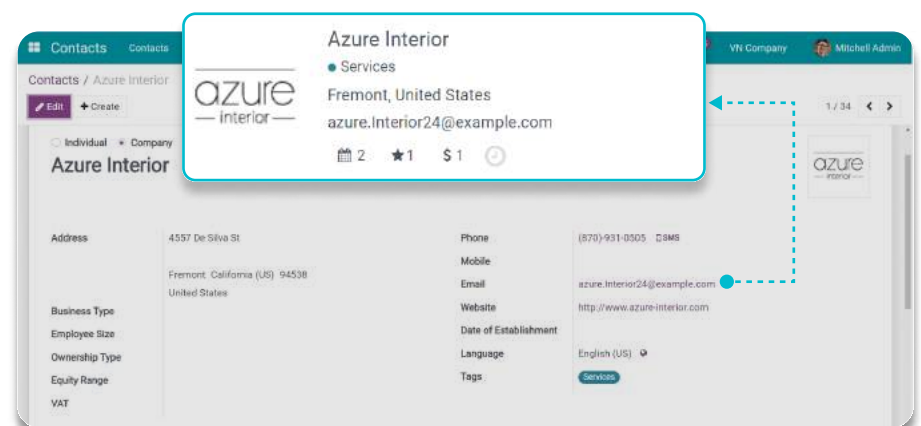 Contacts Contacts
VN Company Mitchell Admin
Contacts / Azure Interior
Edit + Create
1 / 34
Azure Interior
Services
Fremont, United States
azure.Interior24@example.com
2 1 $ 1
azure
interior
Individual Company
Azure Interior
azure
interior
Address 4557 De Silva St
Fremont California (US) 94538
United States
Business Type
Employee Size
Ownership Type
Equity Range
VAT
Phone (870)-931-0505 SMS
Mobile
Email azure.Interior24@example.com
Website http://www.azure-interior.com
Date of Establishment
Language English (US)
Tags Services